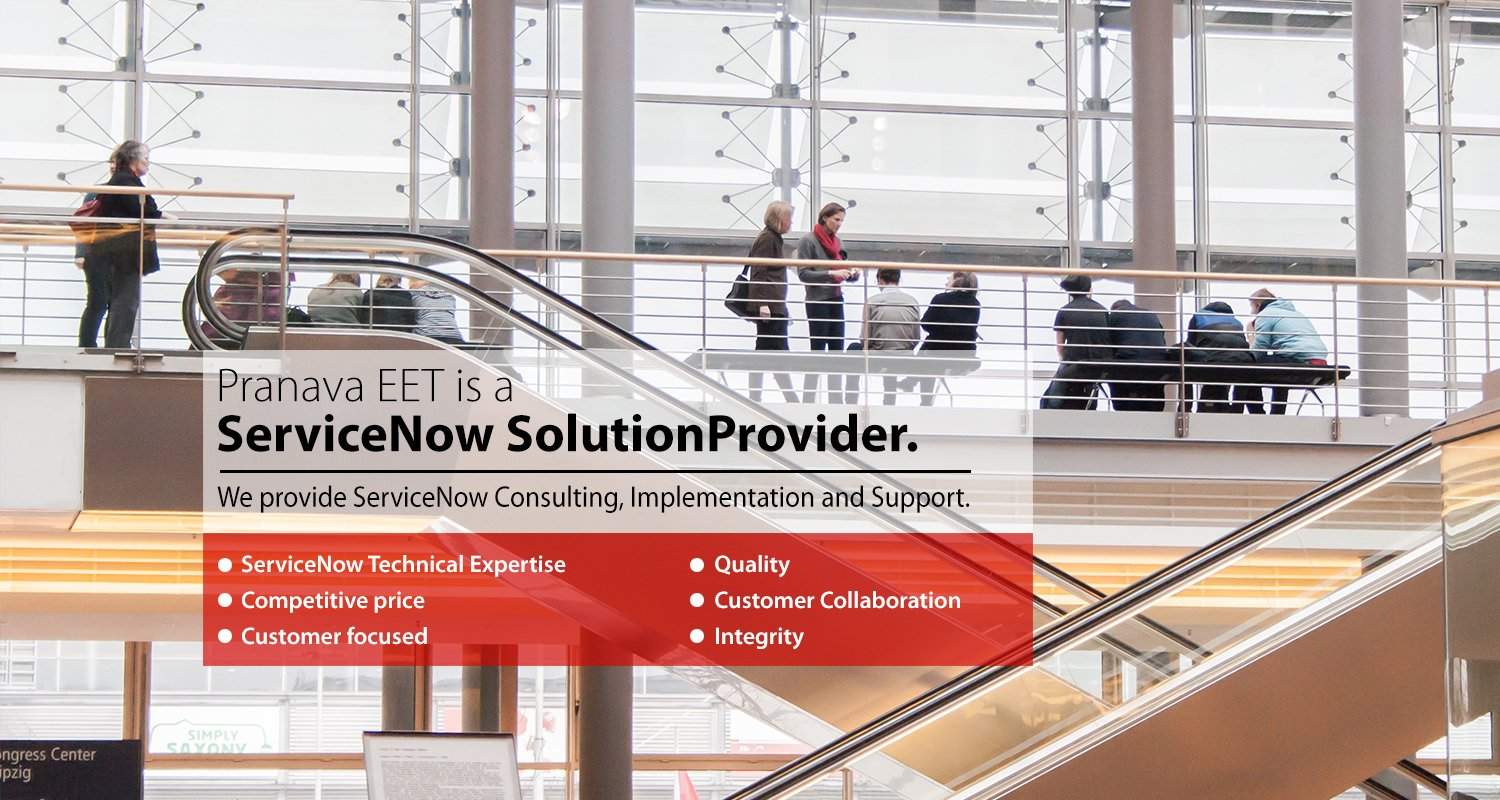 Pranava EET is a
ServiceNow SolutionProvider.
We provide ServiceNow Consulting, Implementation and Support.
ServiceNow Technical Expertise
Competitive price
Customer focused
Quality
Customer Collaboration
Integrity
SIMPLY
SAXONY
ongress Center
ipzig